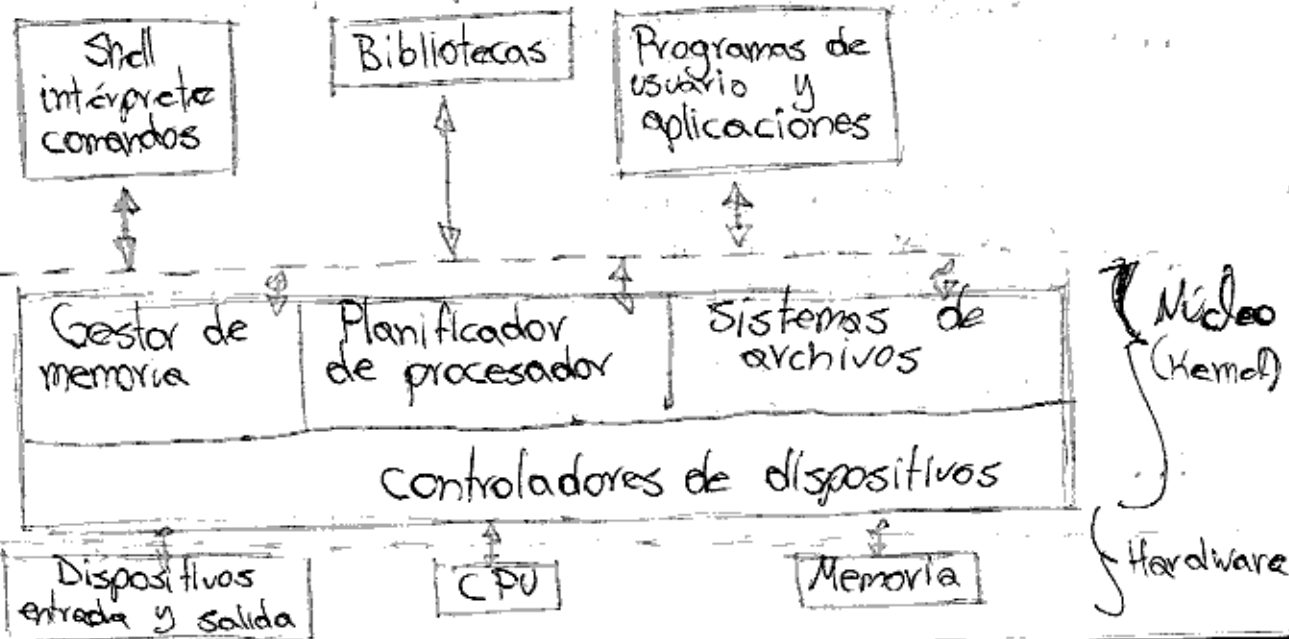 Shell
intérprete
comandos
Bibliotecas
Programas de
usuario y
aplicaciones
Gestor de
memoria
Planificador
de procesador
Sistemas de
archivos
Núcleo
(Kernel)
controladores de dispositivos
Dispositivos
entrada y salida
CPU
Memoria
Hardware